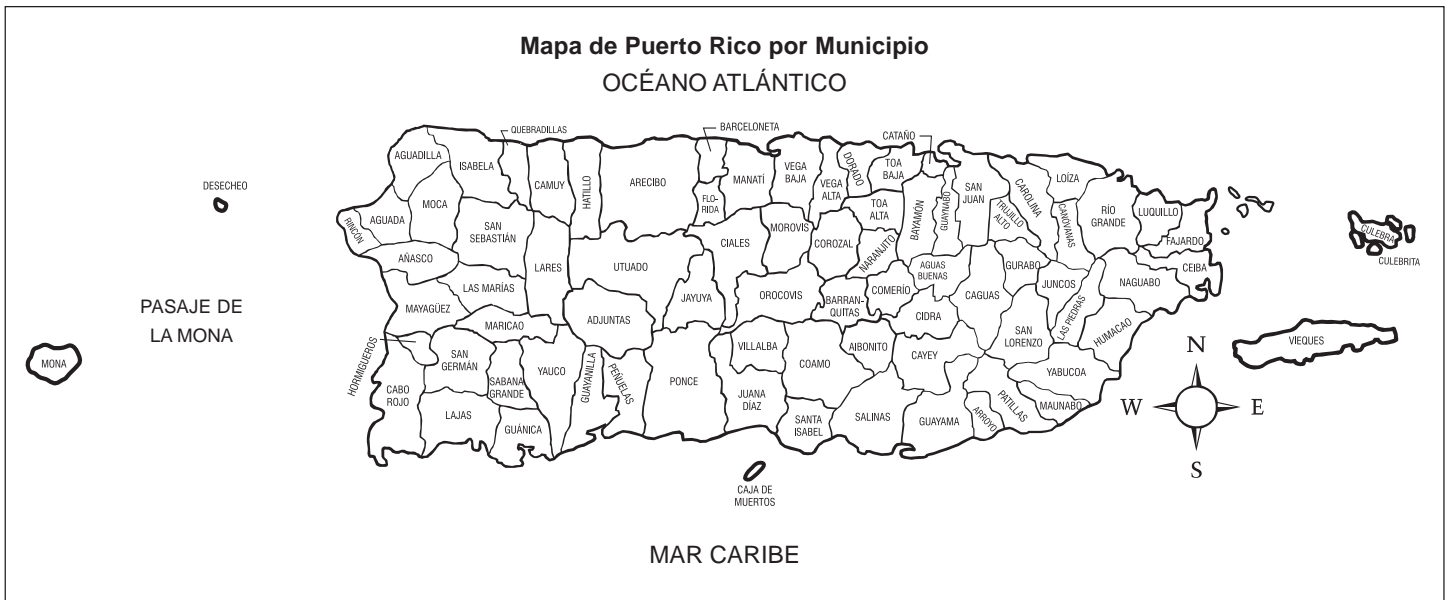 Mapa de Puerto Rico por Municipio
OCÉANO ATLÁNTICO
QUEBRADILLAS
BARCELONETA
CATAÑO
AGUADILLA
ISABELA
CAMUY
HATILLO
ARECIBO
MANATÍ
VEGA
BAJA
VEGA
ALTA
DORADO
TOA
BAJA
SAN
JUAN
CAROLINA
LOÍZA
DESECHEO
MOCA
FLO-
RIDA
TOA
ALTA
BAYAMÓN
GUAYNABO
TRUJILLO
ALTO
CANÓVANAS
RÍO
GRANDE
LUQUILLO
RINCÓN
AGUADA
SAN
SEBASTIÁN
CIALES
MOROVIS
COROZAL
NARANJITO
FAJARDO
CULEBRA
CULEBRITA
AÑASCO
LARES
UTUADO
AGUAS
BUENAS
GURABO
CEIBA
LAS MARÍAS
JAYUYA
OROCOVIS
BARRAN-
QUITAS
COMERÍO
CAGUAS
JUNCOS
NAGUABO
PASAJE DE
LA MONA
MAYAGÜEZ
MARICAO
ADJUNTAS
CIDRA
SAN
LORENZO
LAS PIEDRAS
HUMACAO
MONA
HORMIGUEROS
SAN
GERMÁN
VILLALBA
COAMO
AIBONITO
CAYEY
VIEQUES
CABO
ROJO
SABANA
GRANDE
YAUCO
GUAYANILLA
PEÑUELAS
PONCE
JUANA
DÍAZ
YABUCOA
LAJAS
GUÁNICA
SANTA
ISABEL
SALINAS
GUAYAMA
ARROYO
PATILLAS
MAUNABO
N
W
E
S
CAJA DE
MUERTOS
MAR CARIBE